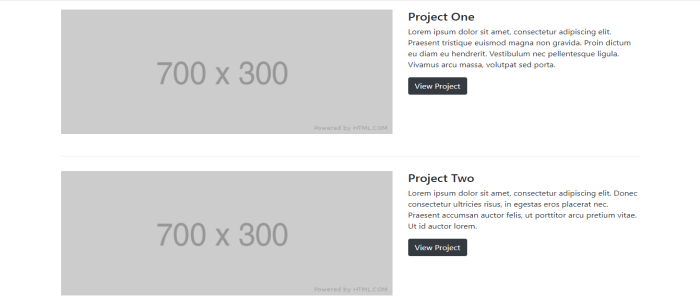 700 x 300
Powered by HTML.COM
Project One
Lorem ipsum dolor sit amet, consectetur adipiscing elit.
Praesent tristique euismod magna non gravida. Proin dictum
eu diam eu hendrerit. Vestibulum nec pellentesque ligula.
Vivamus arcu massa, volutpat sed porta.
View Project
700 x 300
Powered by HTML.COM
Project Two
Lorem ipsum dolor sit amet, consectetur adipiscing elit. Donec
consectetur ultricies risus, in egestas eros placerat nec.
Praesent accumsan auctor felis, ut porttitor arcu pretium vitae.
Ut id auctor lorem.
View Project